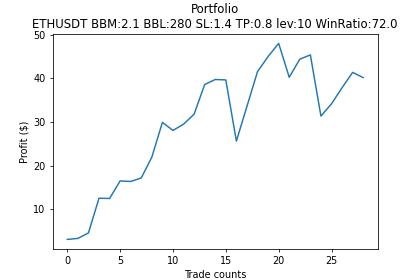 Portfolio
ETHUSDT BBM:2.1 BBL:280 SL:1.4 TP:0.8 lev:10 WinRatio:72.0
50
40
30
20
10
Profit ($)
0 5 10 15 20 25
Trade counts